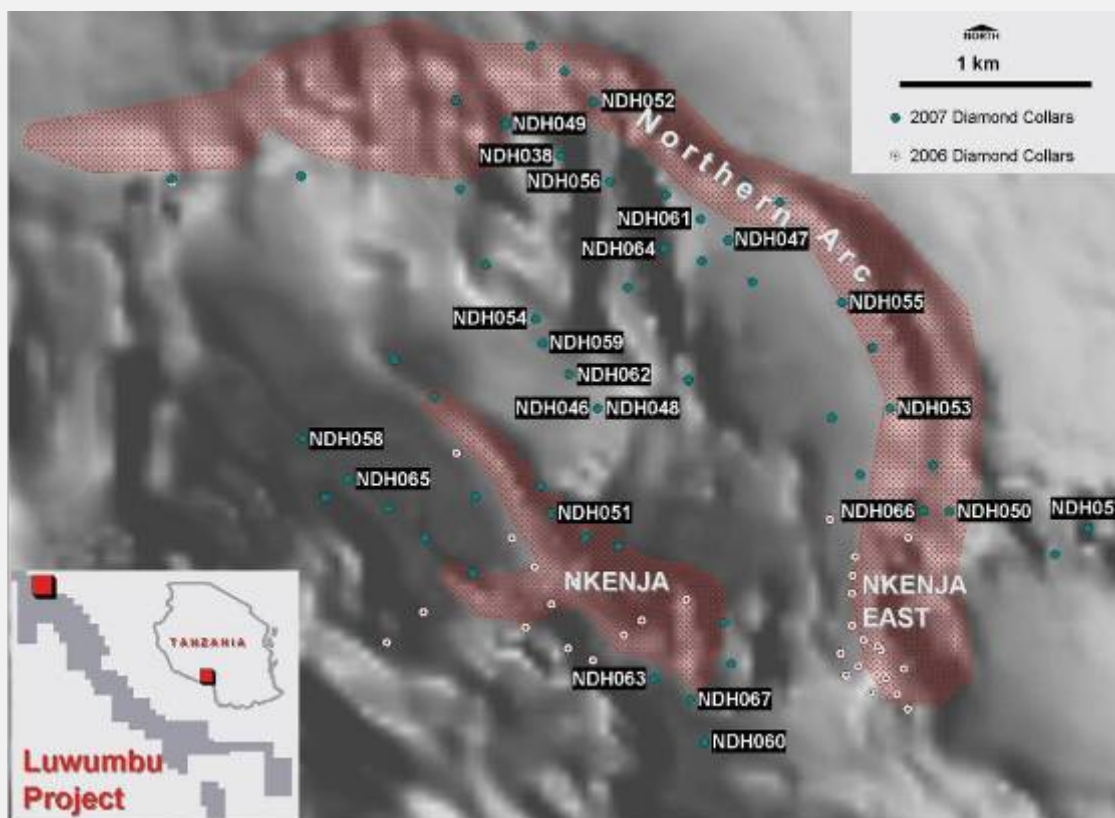 NORTH
1 km
2007 Diamond Collars
2006 Diamond Collars
NDH052
NDH049
NDH038
NDH056
NDH061
NDH064
NDH047
Northern Arc
NDH055
NDH054
NDH059
NDH062
NDH046
NDH048
NDH053
NDH058
NDH065
NDH051
NDH066
NDH050
NKENJA
NKENJA
EAST
NDH063
NDH067
NDH060
TANZANIA
Luwumbu
Project